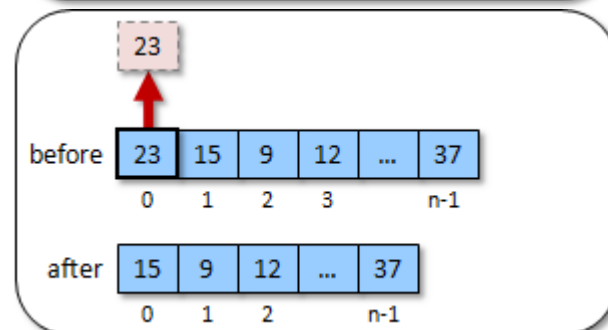 23
before 23 15 9 12 ... 37
0 1 2 3 n-1
after 15 9 12 ... 37
0 1 2 n-1